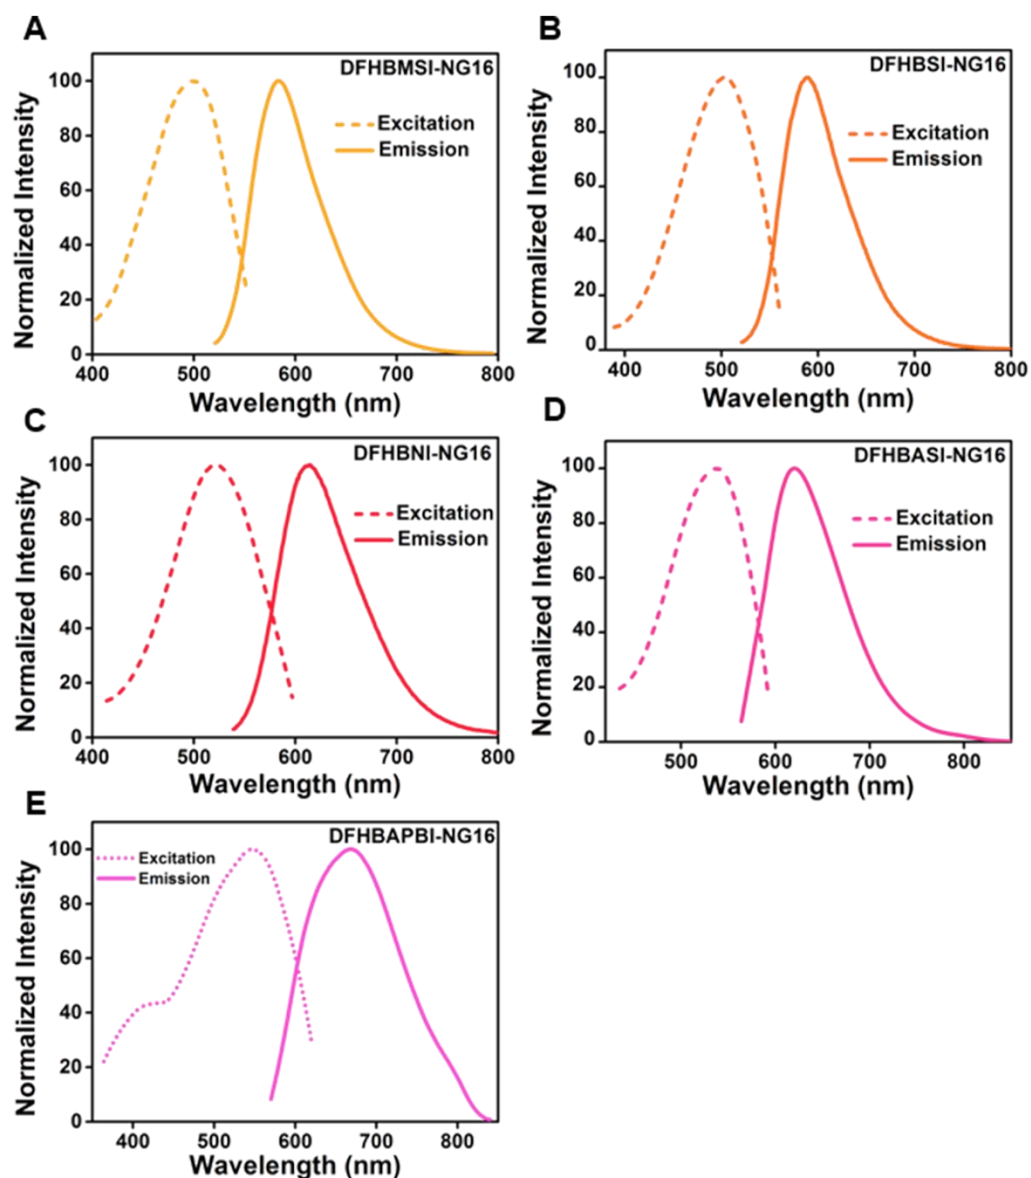 A
DFHBMSI-NG16
Excitation
Emission
Normalized Intensity
100
80
60
40
20
0
400 500 600 700 800
Wavelength (nm)
B
DFHBSI-NG16
Excitation
Emission
Normalized Intensity
100
80
60
40
20
0
400 500 600 700 800
Wavelength (nm)
C
DFHBNI-NG16
Excitation
Emission
Normalized Intensity
100
80
60
40
20
0
400 500 600 700 800
Wavelength (nm)
D
DFHBASI-NG16
Excitation
Emission
Normalized Intensity
100
80
60
40
20
0
500 600 700 800
Wavelength (nm)
E
DFHBAPBI-NG16
Excitation
Emission
Normalized Intensity
100
80
60
40
20
0
400 500 600 700 800
Wavelength (nm)